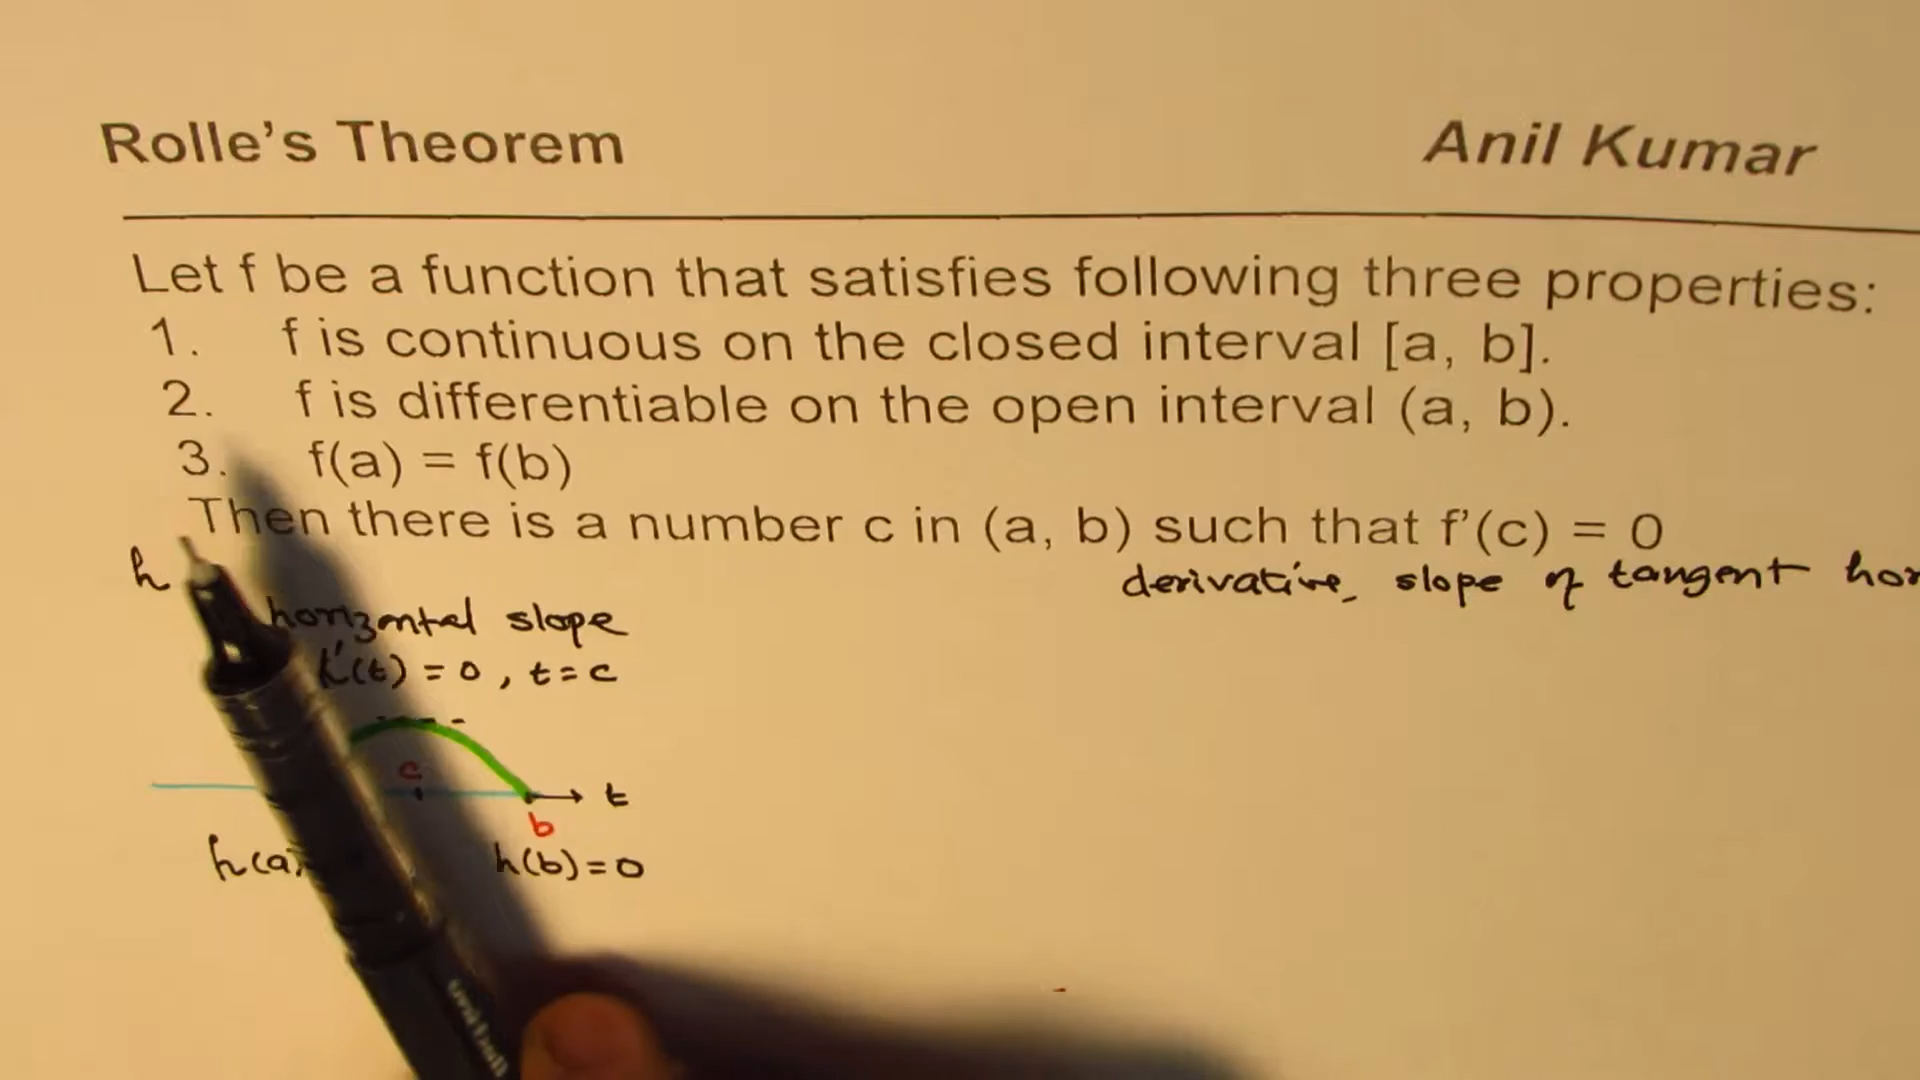 Rolle's Theorem
Anil Kumar
Let f be a function that satisfies following three properties:
1. f is continuous on the closed interval [a, b].
2. f is differentiable on the open interval (a, b).
3. f(a) = f(b)
Then there is a number c in (a, b) such that f'(c) = 0
derivative, slope of tangent hor
h
horizontal slope
h'(t) = 0, t = c
c
t
b
h(a)
h(b) = 0